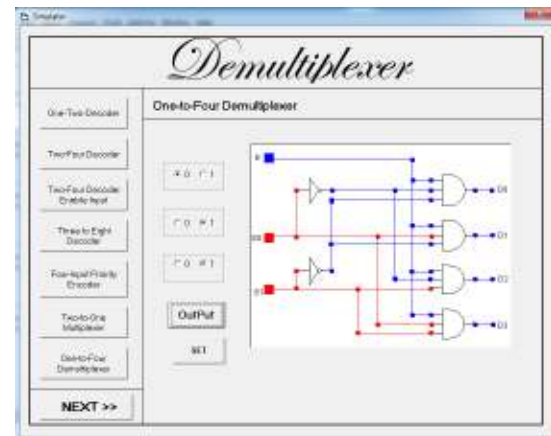 Simulator
Demultiplexer
One-to-Four Demultiplexer
One-Two-Decoder
Two-Four Decoder
Two-Four Decoder
Enable Input
Three to Eight
Decoder
Four-Input Priority
Encoder
Two-to-One
Multiplexer
One-to-Four
Demultiplexer
NEXT >>
0 1
0 1
0 1
OutPut
SET
D0
D1
D2
D3